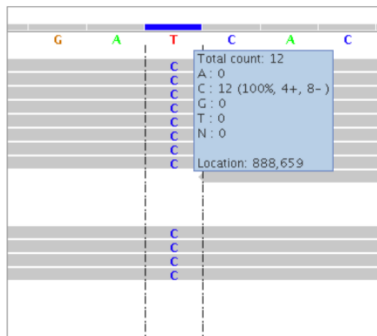 G A T C A C
C
C
C
C
C
C
C
C
Total count: 12
A : 0
C : 12 (100%, 4+, 8- )
G : 0
T : 0
N : 0
Location: 888,659
C
C
C
C